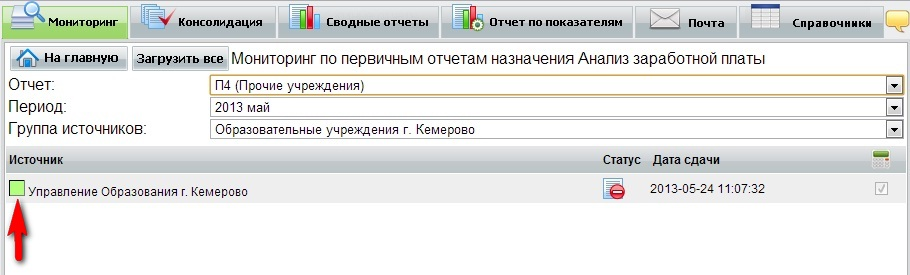 Мониторинг Консолидация Сводные отчеты Отчет по показателям Почта Справочники
На главную Загрузить все Мониторинг по первичным отчетам назначения Анализ заработной платы
Отчет: П4 (Прочие учреждения)
Период: 2013 май
Группа источников: Образовательные учреждения г. Кемерово
Источник Статус Дата сдачи
Управление Образования г. Кемерово 2013-05-24 11:07:32